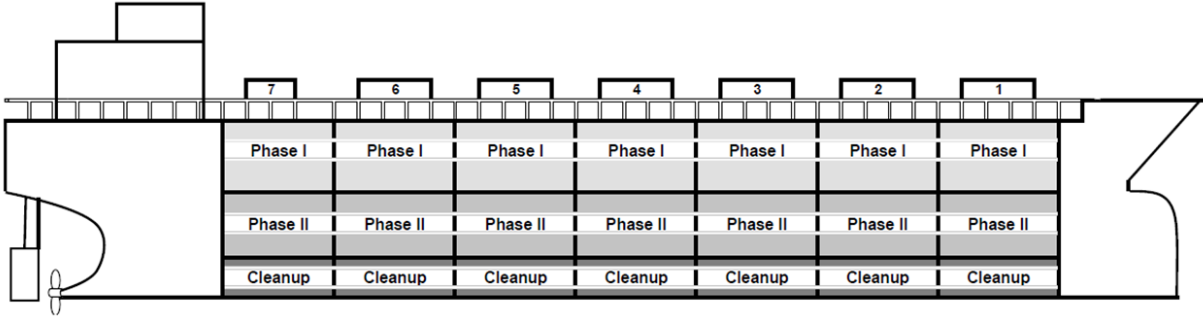 7 6 5 4 3 2 1
Phase I Phase I Phase I Phase I Phase I Phase I Phase I
Phase II Phase II Phase II Phase II Phase II Phase II Phase II
Cleanup Cleanup Cleanup Cleanup Cleanup Cleanup Cleanup